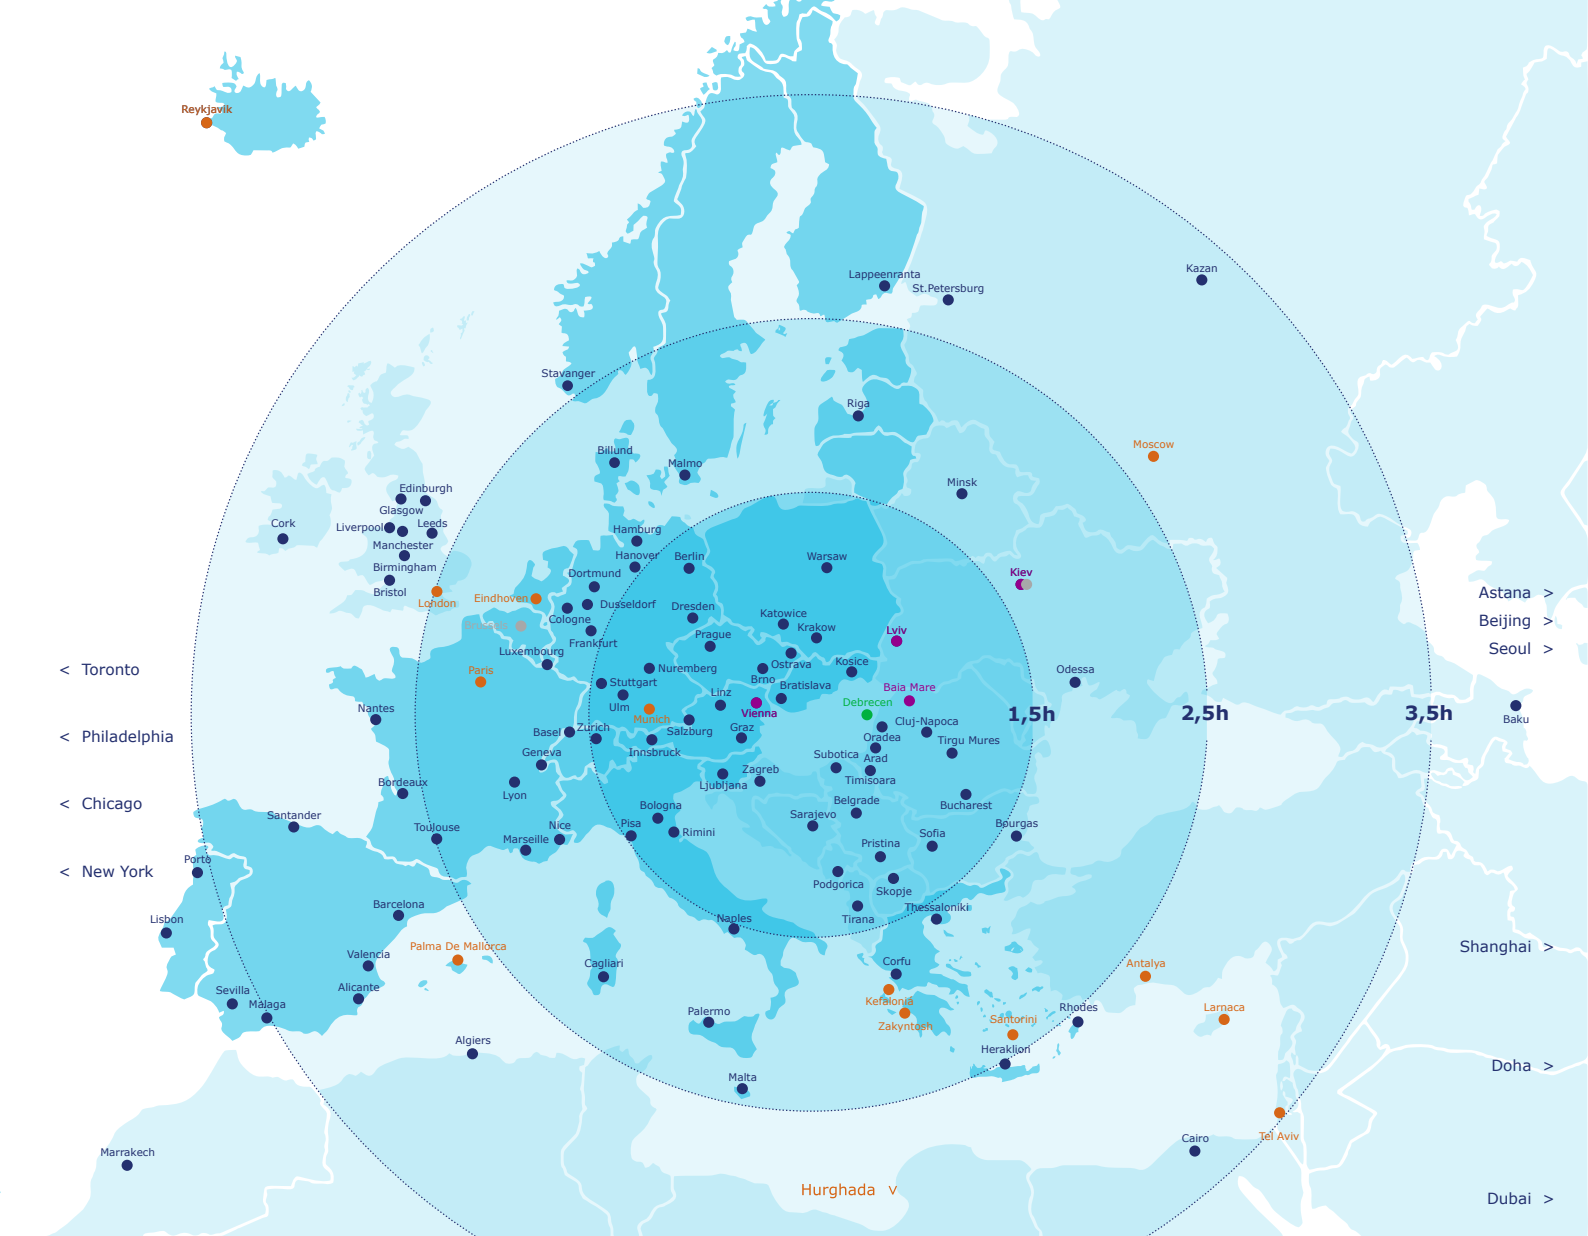 Reykjavik
Kazan
Lappeenranta
St.Petersburg
Stavanger
Riga
Moscow
Billund
Malmo
Minsk
Edinburgh
Glasgow
Cork
Liverpool
Leeds
Manchester
Hamburg
Hanover
Berlin
Warsaw
Birmingham
Dortmund
Kiev
Bristol
London
Eindhoven
Dusseldorf
Astana >
Cologne
Dresden
Katowice
Brussels
Krakow
Lviv
Beijing >
Frankfurt
Prague
Luxembourg
Seoul >
< Toronto
Paris
Nuremberg
Ostrava
Kosice
Odessa
Brno
Stuttgart
Bratislava
Baia Mare
Linz
Debrecen
Ulm
Nantes
Munich
Vienna
1,5h
2,5h
3,5h
Baku
Cluj-Napoca
< Philadelphia
Basel
Zurich
Salzburg
Graz
Oradea
Tirgu Mures
Geneva
Innsbruck
Subotica
Arad
Zagreb
Timisoara
Bordeaux
Lyon
Ljubljana
< Chicago
Bologna
Belgrade
Bucharest
Santander
Toulouse
Nice
Pisa
Sarajevo
Bourgas
Marseille
Rimini
Sofia
Pristina
Porto
< New York
Podgorica
Skopje
Barcelona
Thessaloniki
Lisbon
Naples
Tirana
Palma De Mallorca
Shanghai >
Valencia
Cagliari
Corfu
Antalya
Sevilla
Alicante
Malaga
Kefalonia
Palermo
Rhodes
Larnaca
Zakyntosh
Santorini
Algiers
Heraklion
Doha >
Malta
Marrakech
Cairo
Tel Aviv
Hurghada >
Dubai >